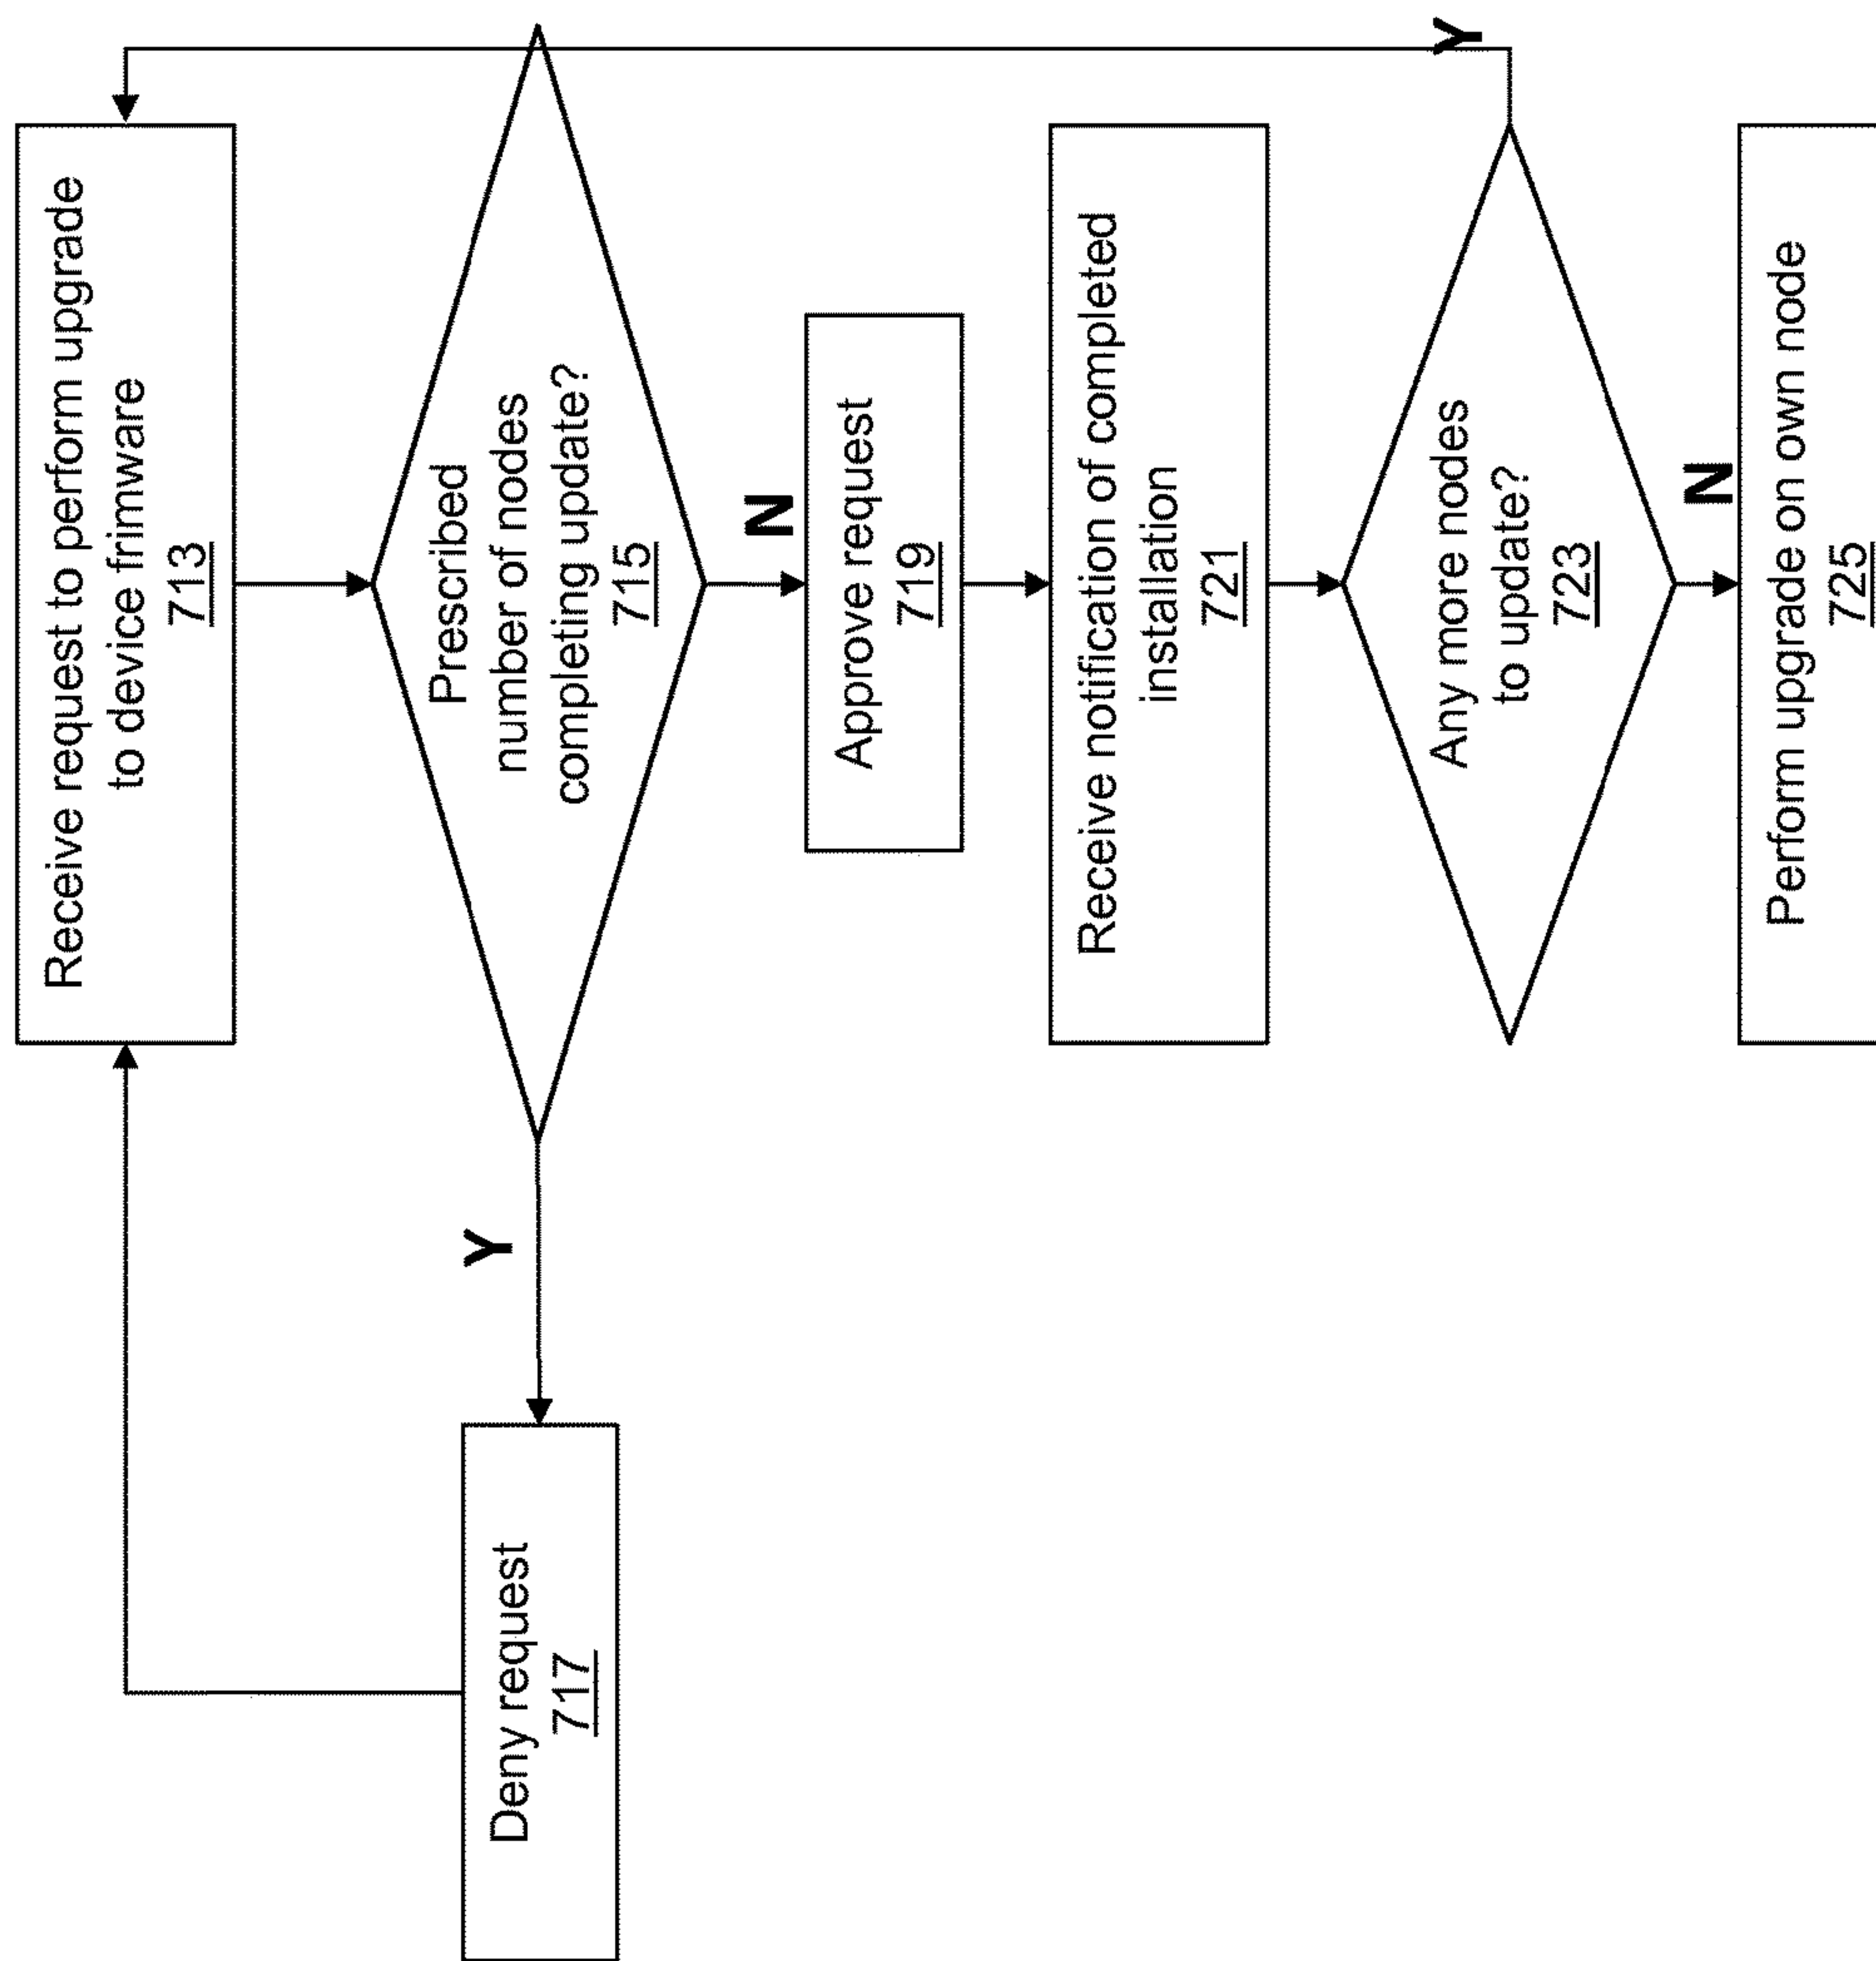 Receive request to perform upgrade
to device frimware
713
Prescribed
number of nodes
completing update?
715
Y
N
Deny request
717
Approve request
719
Receive notification of completed
installation
721
Any more nodes
to update?
723
Y
N
Perform upgrade on own node
725